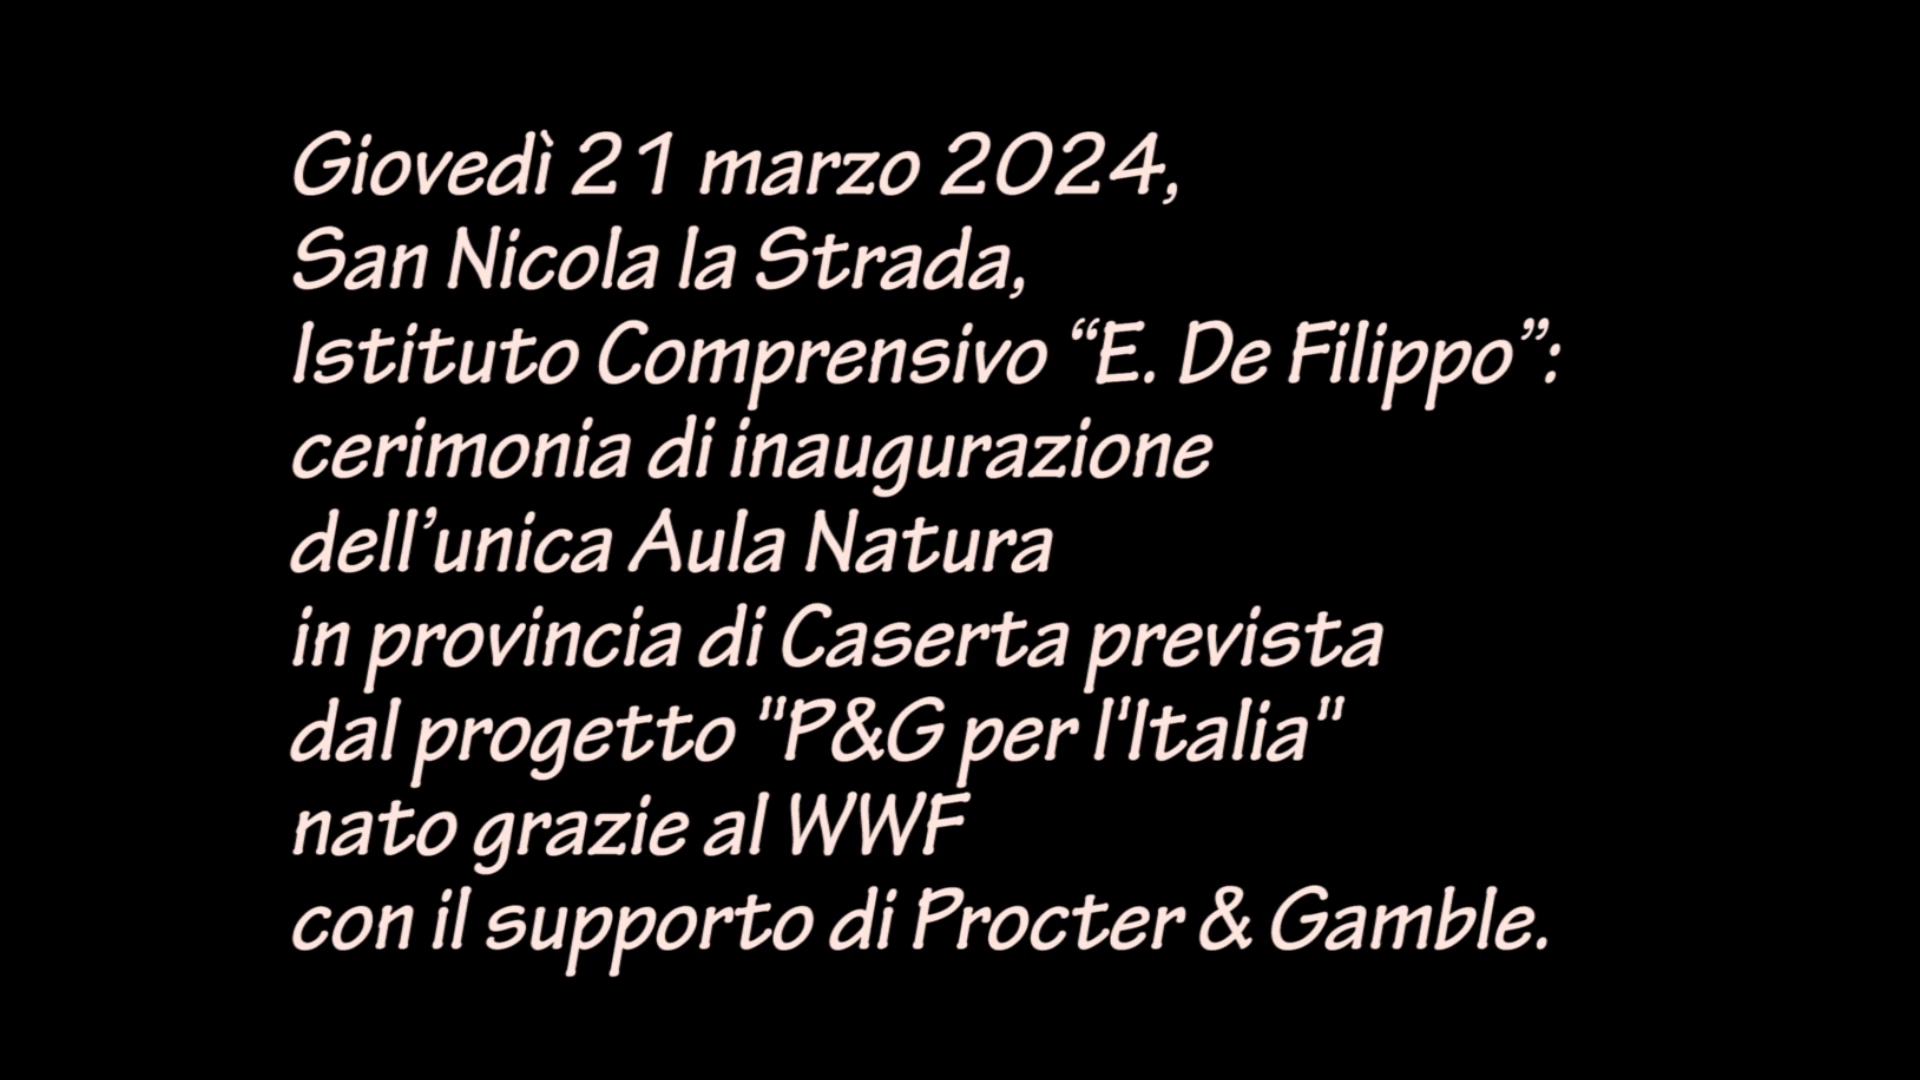 Giovedì 21 marzo 2024,
San Nicola la Strada,
Istituto Comprensivo “E. De Filippo”:
cerimonia di inaugurazione
dell’unica Aula Natura
in provincia di Caserta prevista
dal progetto "P&G per l'Italia"
nato grazie al WWF
con il supporto di Procter & Gamble.